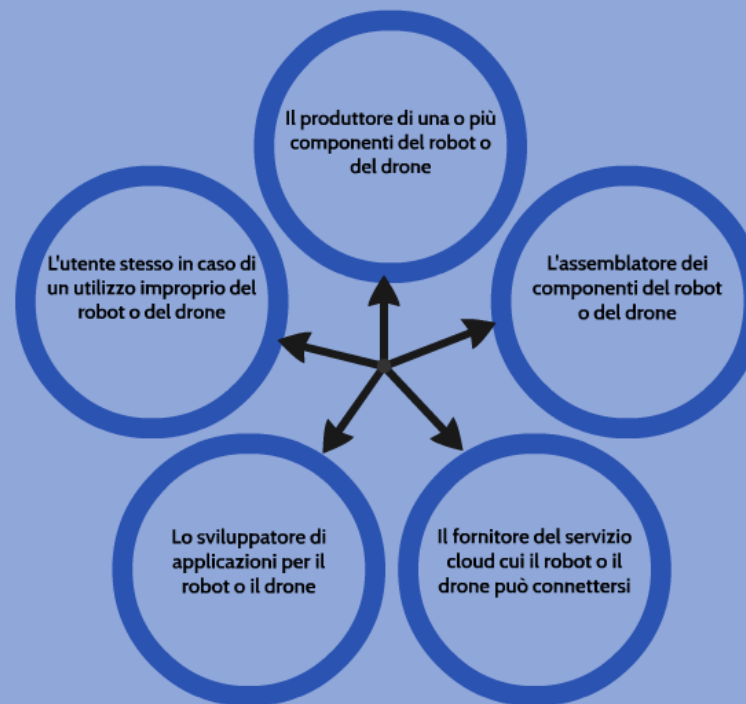 Il produttore di una o più
componenti del robot o
del drone
L'utente stesso in caso di
un utilizzo improprio del
robot o del drone
L'assemblatore dei
componenti del robot
o del drone
Lo sviluppatore di
applicazioni per il
robot o il drone
Il fornitore del servizio
cloud cui il robot o il
drone può connettersi